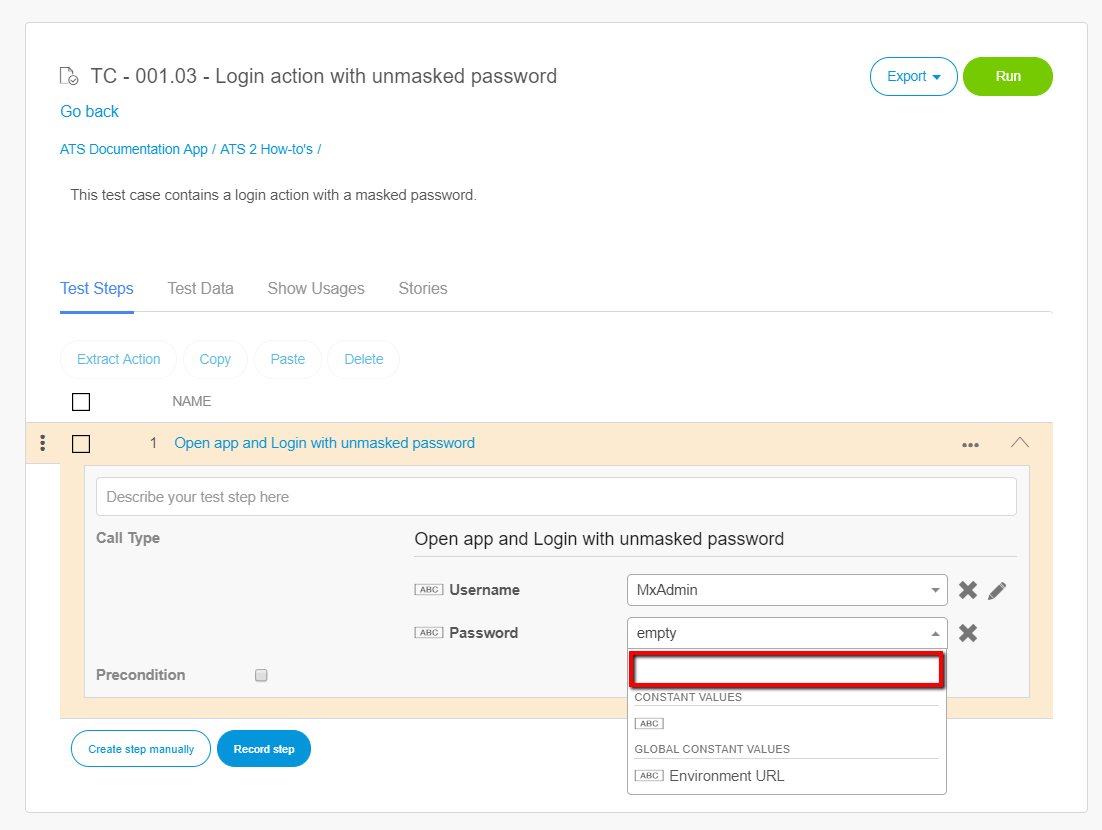 TC - 001.03 - Login action with unmasked password
Export
Run
Go back
ATS Documentation App / ATS 2 How-to's /
This test case contains a login action with a masked password.
Test Steps Test Data Show Usages Stories
Extract Action Copy Paste Delete
NAME
1 Open app and Login with unmasked password
Describe your test step here
Call Type Open app and Login with unmasked password
ABC Username MxAdmin
ABC Password empty
Precondition
CONSTANT VALUES
ABC
GLOBAL CONSTANT VALUES
ABC Environment URL
Create step manually Record step